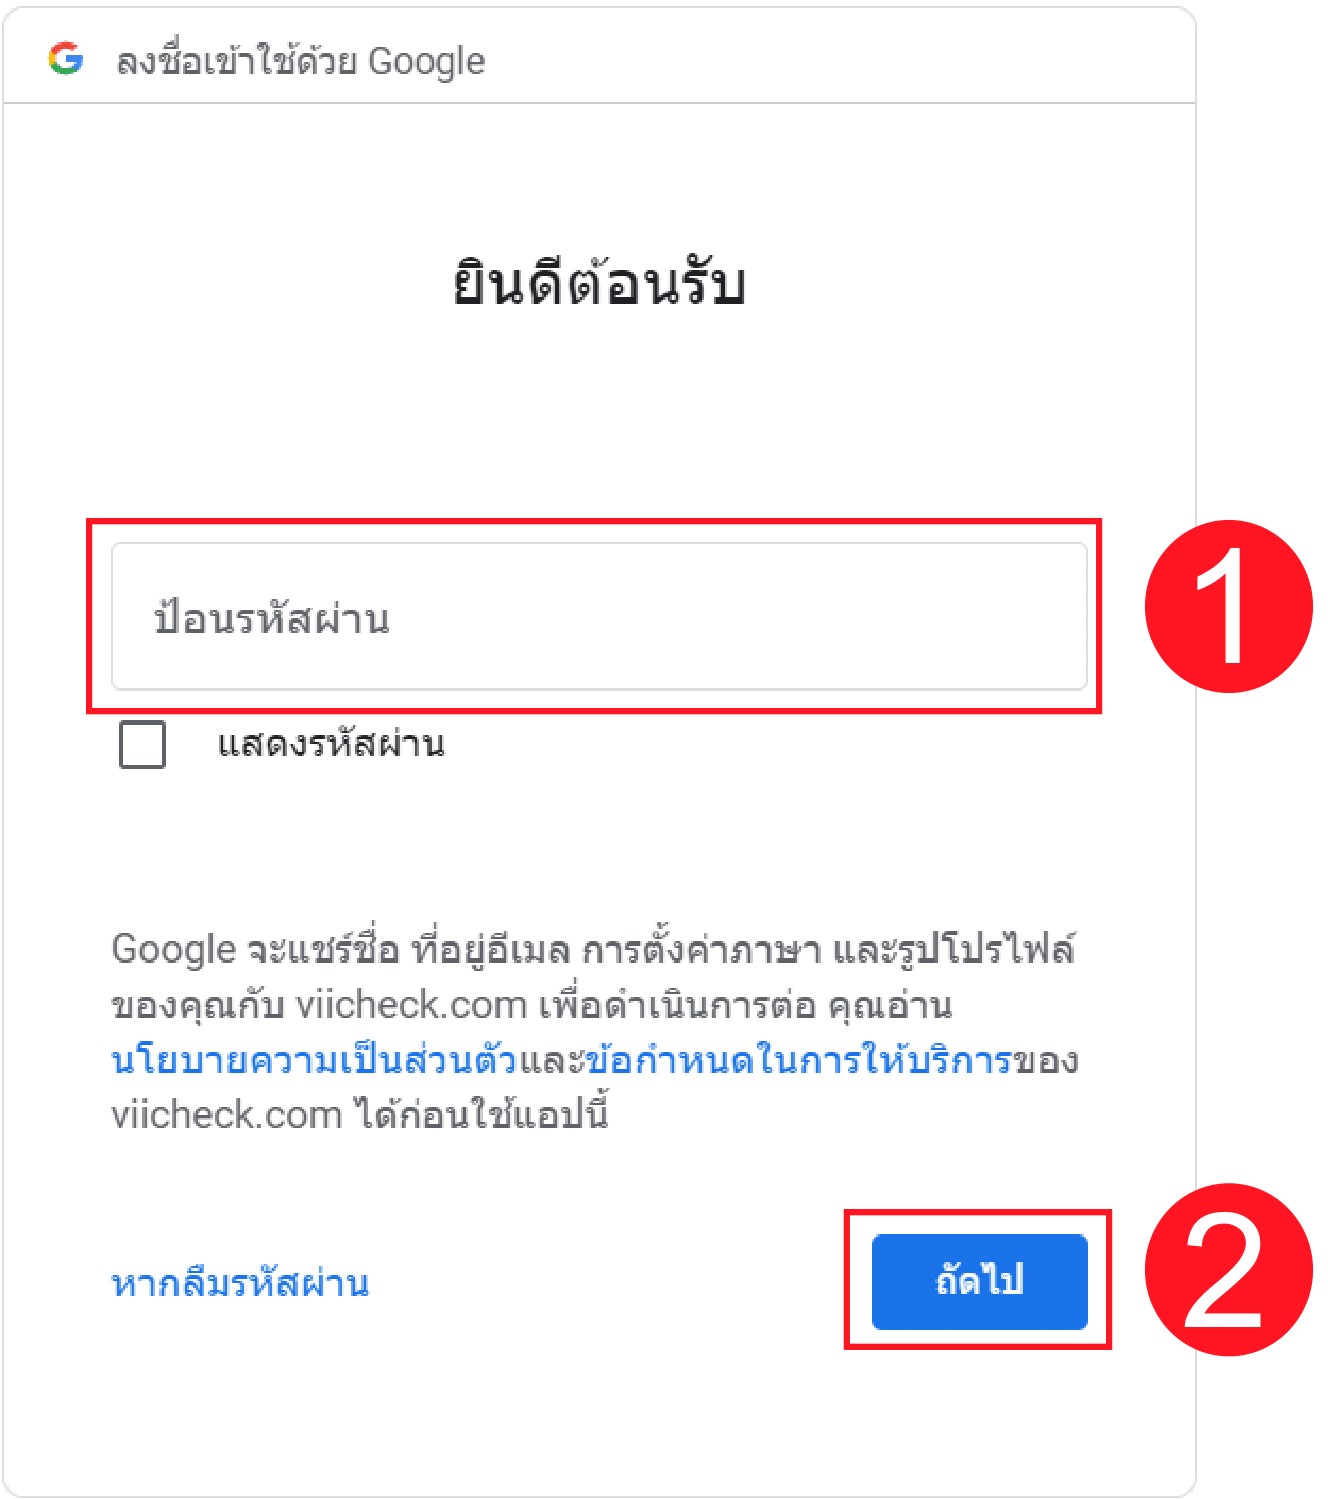 ลงชื่อเข้าใช้ด้วย Google
ยินดีต้อนรับ
ป้อนรหัสผ่าน
1
แสดงรหัสผ่าน
Google จะแชร์ชื่อ ที่อยู่อีเมล การตั้งค่าภาษา และรูปโปรไฟล์
ของคุณกับ viicheck.com เพื่อดำเนินการต่อ คุณอ่าน
นโยบายความเป็นส่วนตัวและข้อกำหนดในการให้บริการของ
viicheck.com ได้ก่อนใช้แอปนี้
หากลืมรหัสผ่าน
ถัดไป
2